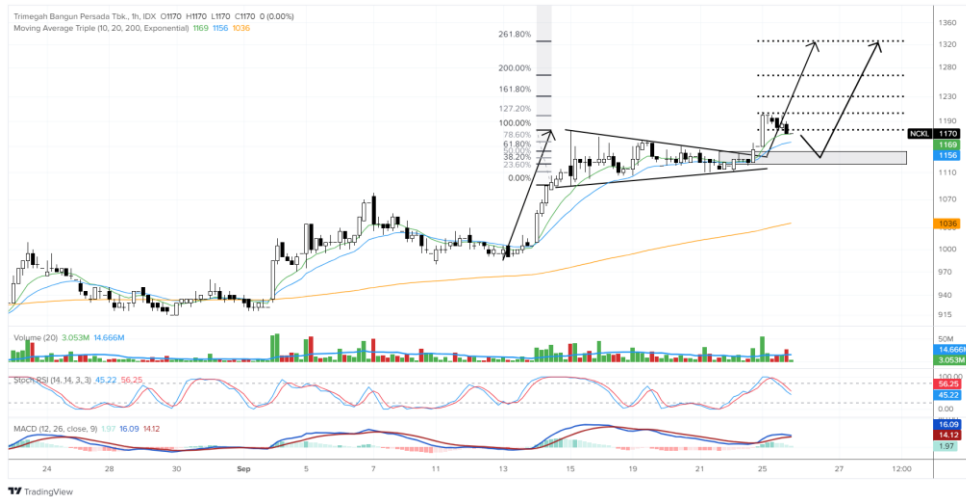 Trimegah Bangun Persada Tbk., 1h, IDX O1170 H1170 L1170 C1170 0 (0.00%)
Moving Average Triple (10, 20, 200, Exponential) 1169 1156 1036
261.80%
200.00%
161.80%
127.20%
100.00%
78.60%
61.80%
38.20%
23.60%
0.00%
1360
1320
1280
1230
1190
NCKL 1170
1169
1156
1110
1070
1036
1000
970
940
915
Volume (20) 3.053M 14.666M
50M
14.666M
3.053M
Stoch RSI (14, 14, 3, 3) 45.22 56.25
100.00
56.25
45.22
0.00
MACD (12, 26, close, 9) 1.97 16.09 14.12
16.09
14.12
1.97
24 28 30 Sep 5 7 11 13 15 19 21 25 27 12:00
TradingView